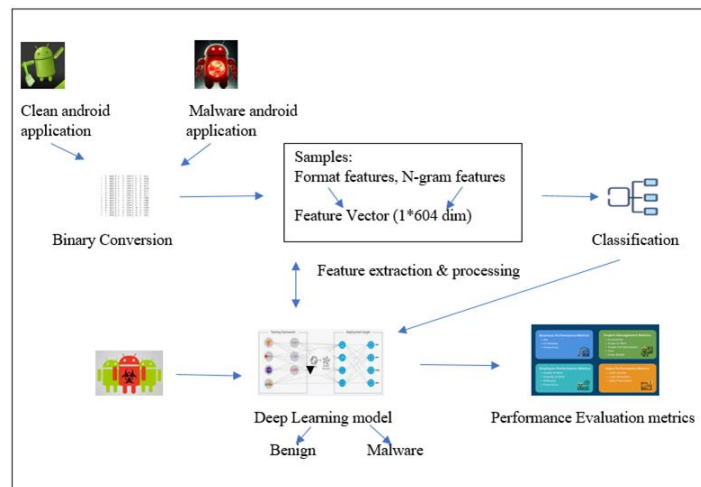 Clean android
application
Malware android
application
Samples:
Format features, N-gram features
Feature Vector (1*604 dim)
Binary Conversion
Classification
Feature extraction & processing
Deep Learning model
Performance Evaluation metrics
Benign
Malware